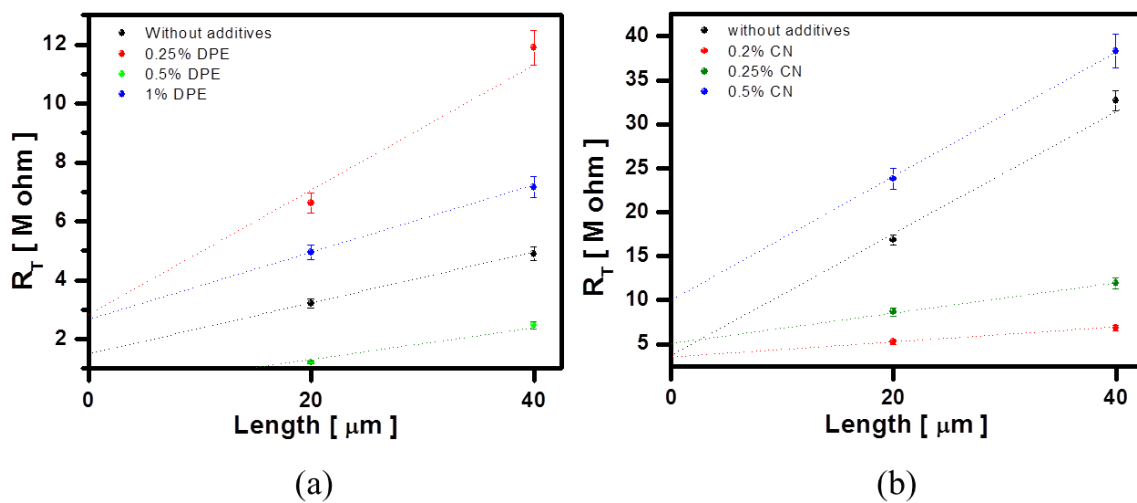 Without additives
0.25% DPE
0.5% DPE
1% DPE
12
10
8
6
4
2
R_T [ M ohm ]
0
20
40
Length [ μm ]
(a)
without additives
0.2% CN
0.25% CN
0.5% CN
40
35
30
25
20
15
10
5
R_T [ M ohm ]
0
20
40
Length [ μm ]
(b)